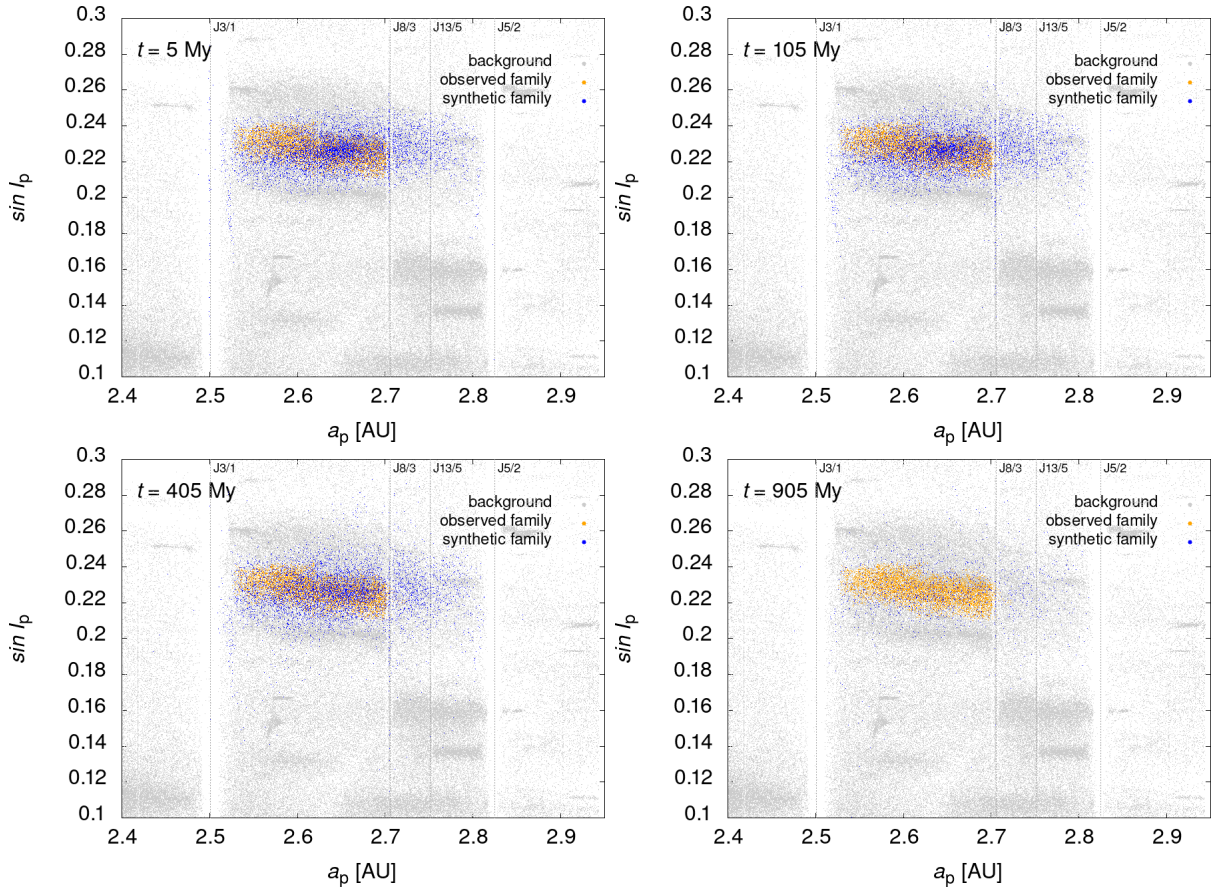 0.3
0.28
0.26
0.24
0.22
0.2
0.18
0.16
0.14
0.12
0.1
sin Ip
J3/1
J8/3
J13/5
J5/2
t = 5 My
background
observed family
synthetic family
2.4 2.5 2.6 2.7 2.8 2.9
ap [AU]
0.3
0.28
0.26
0.24
0.22
0.2
0.18
0.16
0.14
0.12
0.1
sin Ip
J3/1
J8/3
J13/5
J5/2
t = 105 My
background
observed family
synthetic family
2.4 2.5 2.6 2.7 2.8 2.9
ap [AU]
0.3
0.28
0.26
0.24
0.22
0.2
0.18
0.16
0.14
0.12
0.1
sin Ip
J3/1
J8/3
J13/5
J5/2
t = 405 My
background
observed family
synthetic family
2.4 2.5 2.6 2.7 2.8 2.9
ap [AU]
0.3
0.28
0.26
0.24
0.22
0.2
0.18
0.16
0.14
0.12
0.1
sin Ip
J3/1
J8/3
J13/5
J5/2
t = 905 My
background
observed family
synthetic family
2.4 2.5 2.6 2.7 2.8 2.9
ap [AU]